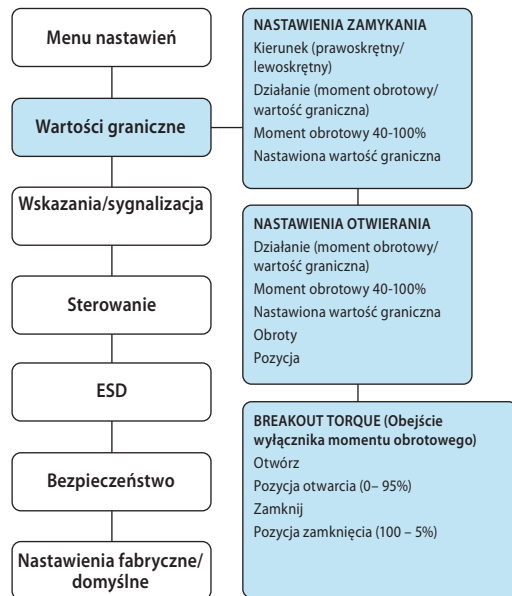 Menu nastawień
Wartości graniczne
Wskazania/sygnalizacja
Sterowanie
ESD
Bezpieczeństwo
Nastawienia fabryczne/
domyślne
NASTAWIENIA ZAMYKANIA
Kierunek (prawoskrętny/
lewoskrętny)
Działanie (moment obrotowy/
wartość graniczna)
Moment obrotowy 40-100%
Nastawiona wartość graniczna
NASTAWIENIA OTWIERANIA
Działanie (moment obrotowy/
wartość graniczna)
Moment obrotowy 40-100%
Nastawiona wartość graniczna
Obroty
Pozycja
BREAKOUT TORQUE (Obejście
wyłącznika momentu obrotowego)
Otwórz
Pozycja otwarcia (0– 95%)
Zamknij
Pozycja zamknięcia (100 – 5%)